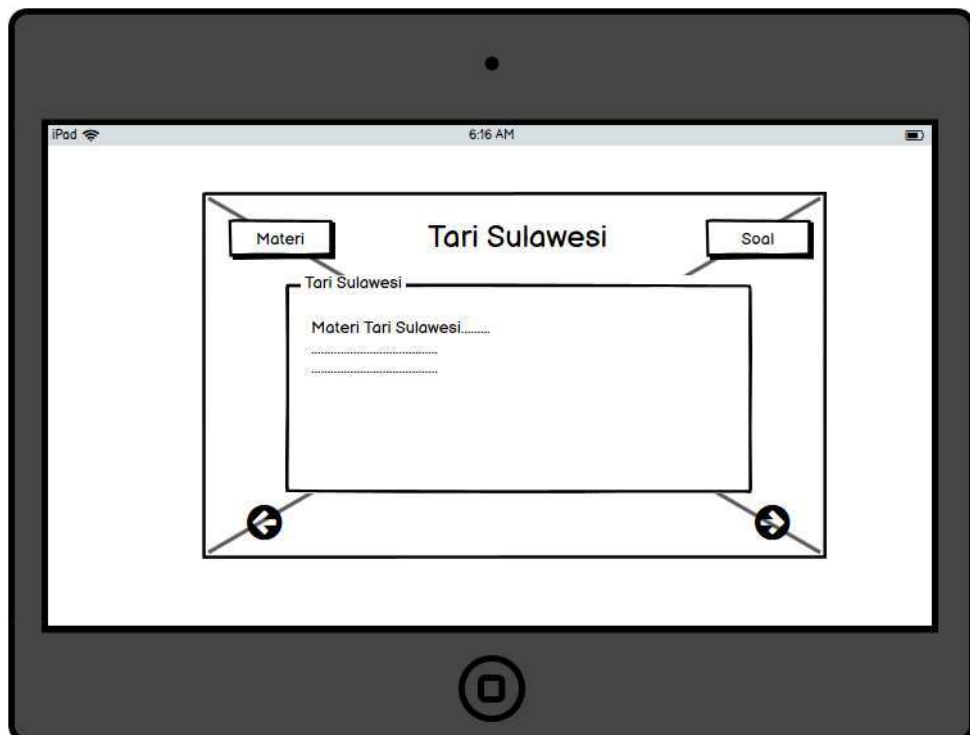 iPad 6:16 AM
Materi Tari Sulawesi Soal
Tari Sulawesi
Materi Tari Sulawesi.........
.......................................
.......................................